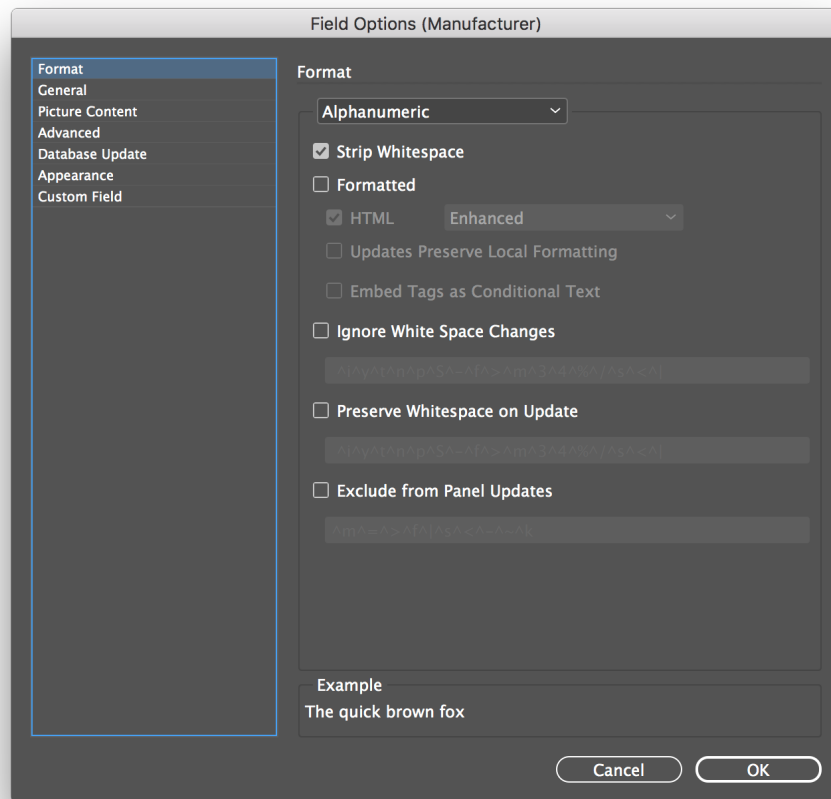 Field Options (Manufacturer)
Format
General
Picture Content
Advanced
Database Update
Appearance
Custom Field
Format
Alphanumeric
Strip Whitespace
Formatted
HTML Enhanced
Updates Preserve Local Formatting
Embed Tags as Conditional Text
Ignore White Space Changes
Preserve Whitespace on Update
Exclude from Panel Updates
Example
The quick brown fox
Cancel OK